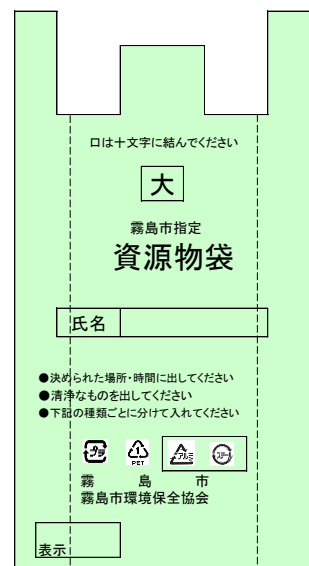 口は十文字に結んでください
大
霧島市指定
資源物袋
氏名
●決められた場所・時間に出してください
●清浄なものを出してください
●下記の種類ごとに分けて入れてください
プラ 1 PET アルミ スチール
霧島市
霧島市環境保全協会
表示